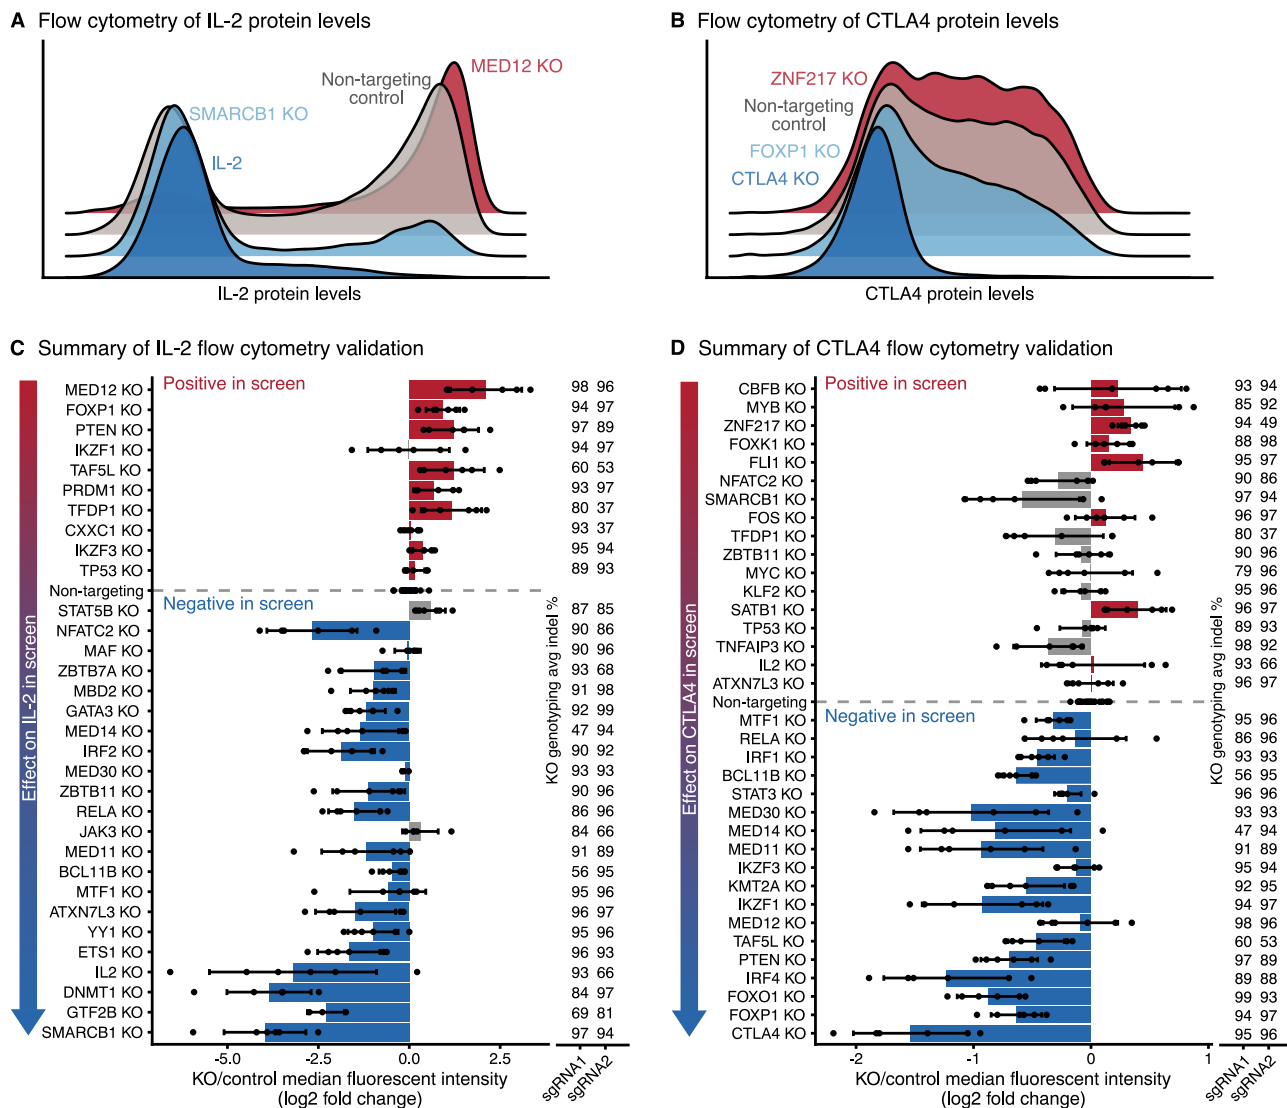 A Flow cytometry of IL-2 protein levels
MED12 KO
Non-targeting
control
SMARCB1 KO
IL-2
IL-2 protein levels
B Flow cytometry of CTLA4 protein levels
ZNF217 KO
Non-targeting
control
FOXP1 KO
CTLA4 KO
CTLA4 protein levels
C Summary of IL-2 flow cytometry validation
Effect on IL-2 in screen
Positive in screen
MED12 KO 98 96
FOXP1 KO 94 97
PTEN KO 97 89
IKZF1 KO 94 97
TAF5L KO 60 53
PRDM1 KO 93 97
TFDP1 KO 80 37
CXXC1 KO 93 37
IKZF3 KO 95 94
TP53 KO 89 93
Non-targeting
Negative in screen
STAT5B KO 87 85
NFATC2 KO 90 86
MAF KO 90 96
ZBTB7A KO 93 68
MBD2 KO 91 98
GATA3 KO 92 99
MED14 KO 47 94
IRF2 KO 90 92
MED30 KO 93 93
ZBTB11 KO 90 96
RELA KO 86 96
JAK3 KO 84 66
MED11 KO 91 89
BCL11B KO 56 95
MTF1 KO 95 96
ATXN7L3 KO 96 97
YY1 KO 95 96
ETS1 KO 96 93
IL2 KO 93 66
DNMT1 KO 84 97
GTF2B KO 69 81
SMARCB1 KO 97 94
KO genotyping avg indel %
-5.0 -2.5 0.0 2.5
KO/control median fluorescent intensity
(log2 fold change)
sgRNA1
sgRNA2
D Summary of CTLA4 flow cytometry validation
Effect on CTLA4 in screen
Positive in screen
CBFB KO 93 94
MYB KO 85 92
ZNF217 KO 94 49
FOXK1 KO 88 98
FLI1 KO 95 97
NFATC2 KO 90 86
SMARCB1 KO 97 94
FOS KO 96 97
TFDP1 KO 80 37
ZBTB11 KO 90 96
MYC KO 79 96
KLF2 KO 95 96
SATB1 KO 96 97
TP53 KO 89 93
TNFAIP3 KO 98 92
IL2 KO 93 66
ATXN7L3 KO 96 97
Non-targeting
Negative in screen
MTF1 KO 95 96
RELA KO 86 96
IRF1 KO 93 93
BCL11B KO 56 95
STAT3 KO 96 96
MED30 KO 93 93
MED14 KO 47 94
MED11 KO 91 89
IKZF3 KO 95 94
KMT2A KO 92 95
IKZF1 KO 94 97
MED12 KO 98 96
TAF5L KO 60 53
PTEN KO 97 89
IRF4 KO 89 88
FOXO1 KO 99 93
FOXP1 KO 94 97
CTLA4 KO 95 96
KO genotyping avg indel %
-2 -1 0 1
KO/control median fluorescent intensity
(log2 fold change)
sgRNA1
sgRNA2